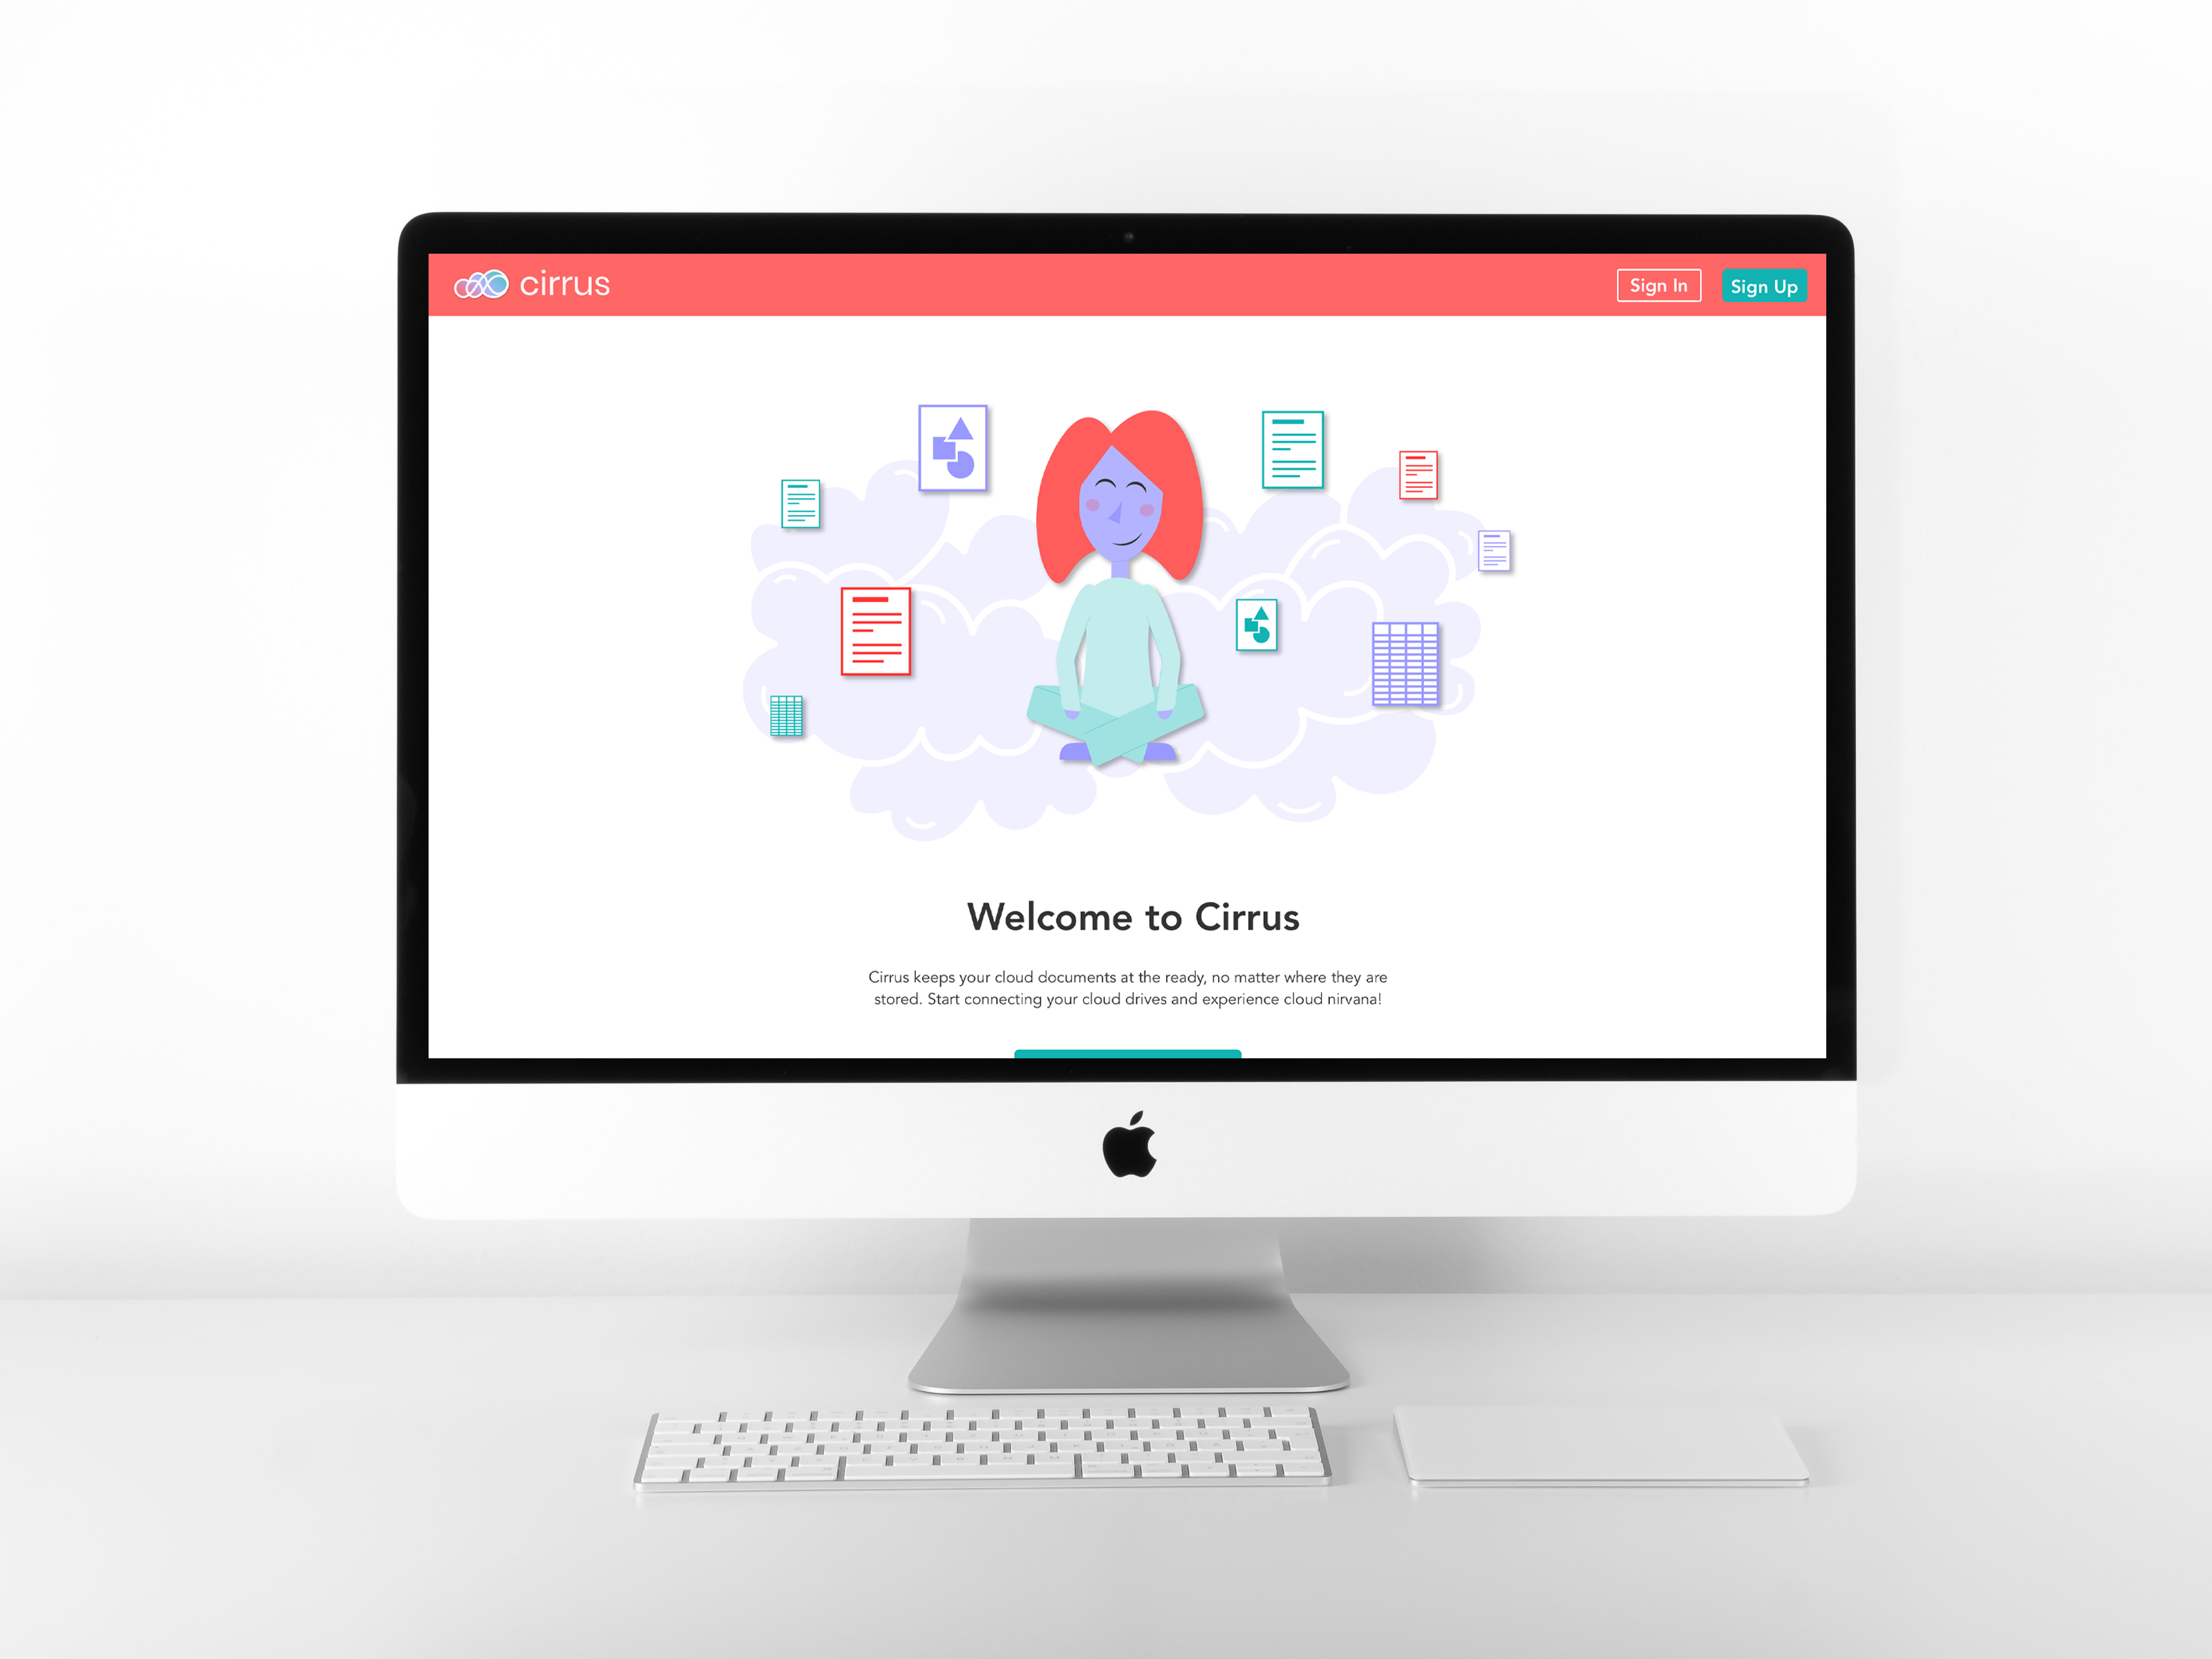 cirrus
Sign In
Sign Up
Welcome to Cirrus
Cirrus keeps your cloud documents at the ready, no matter where they are
stored. Start connecting your cloud drives and experience cloud nirvana!